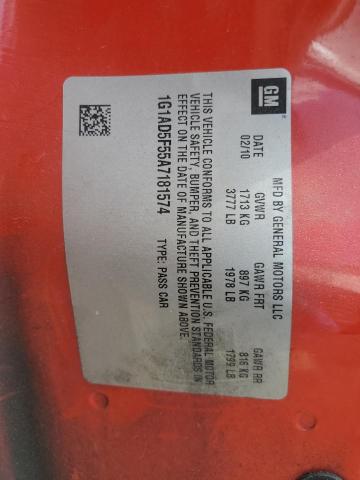 GM
MFD BY GENERAL MOTORS LLC
DATE GVWR GAWR FRT GAWR RR
02/10 1713 KG 897 KG 816 KG
3777 LB 1978 LB 1799 LB
THIS VEHICLE CONFORMS TO ALL APPLICABLE U.S. FEDERAL MOTOR
VEHICLE SAFETY, BUMPER, AND THEFT PREVENTION STANDARDS IN
EFFECT ON THE DATE OF MANUFACTURE SHOWN ABOVE.
1G1AD5F55A7181574 TYPE: PASS CAR